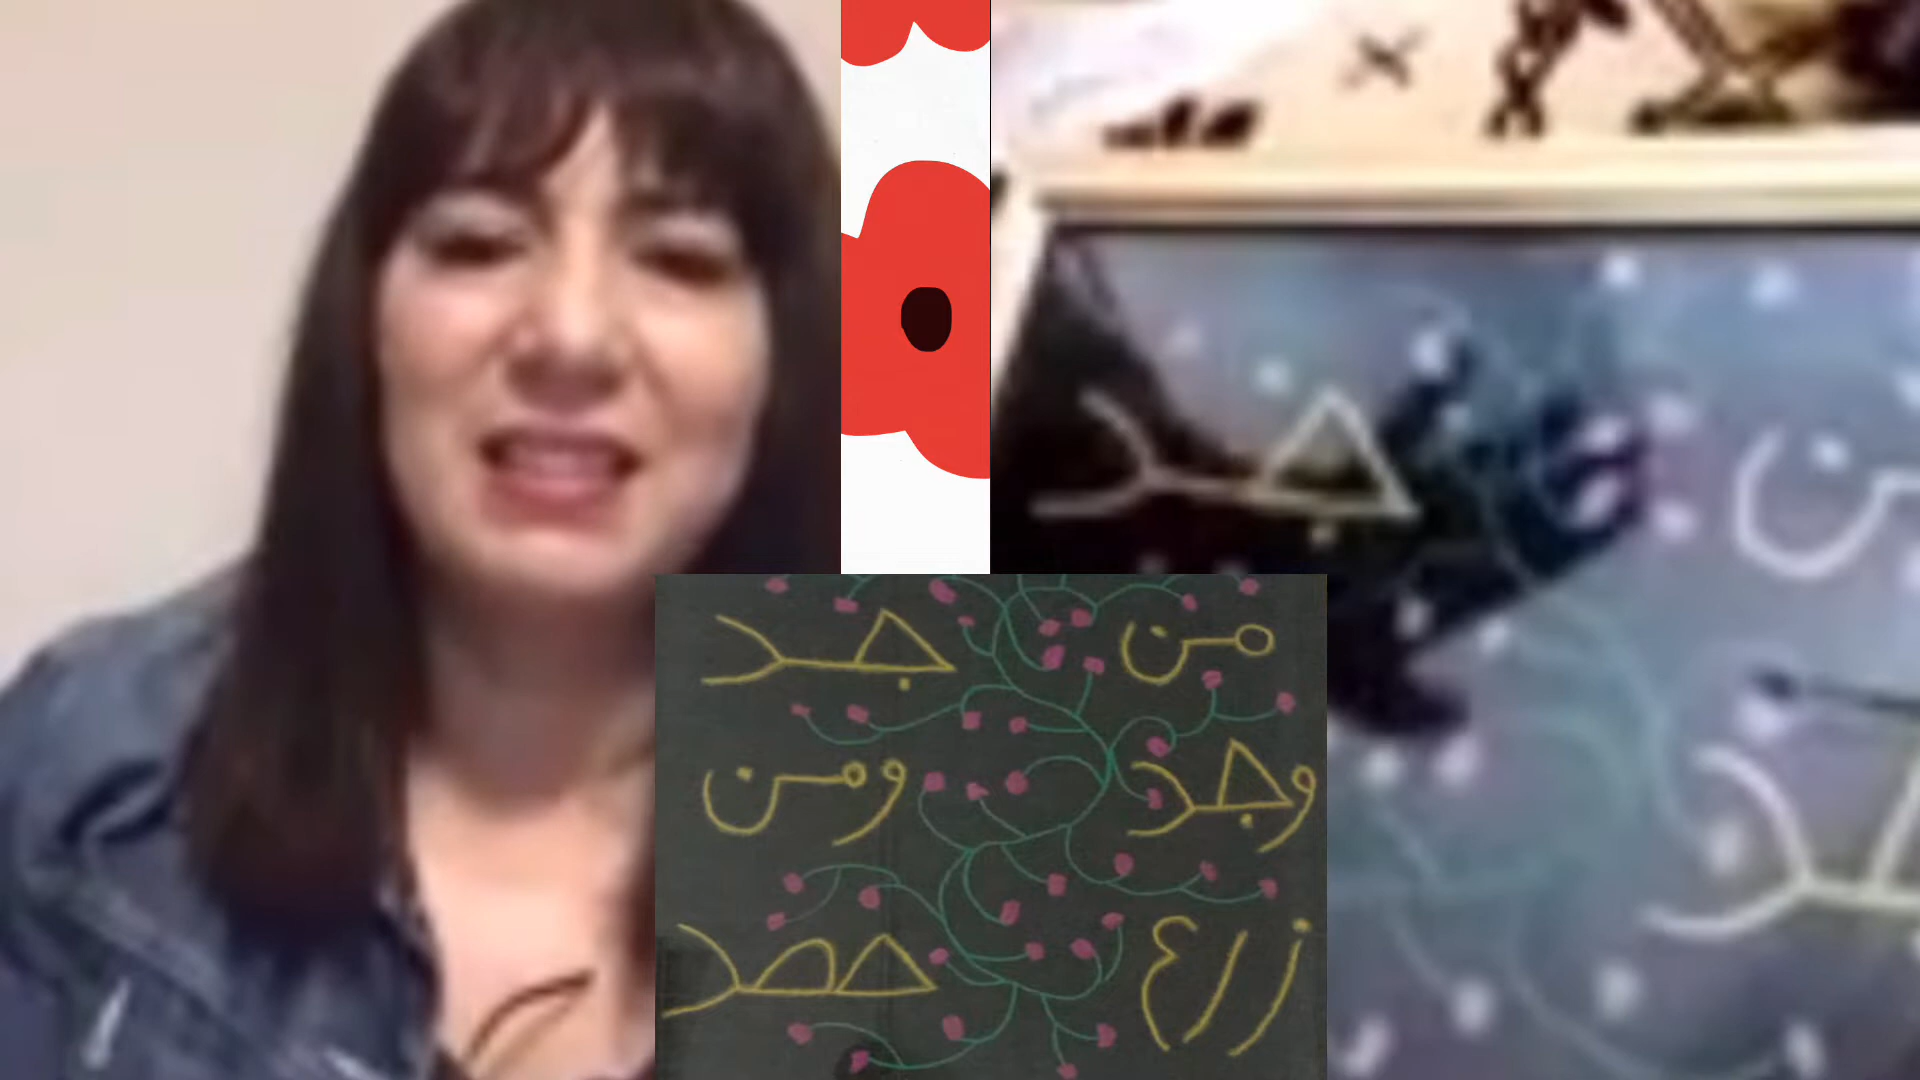 من جد
وجد ومن
زرع حصد